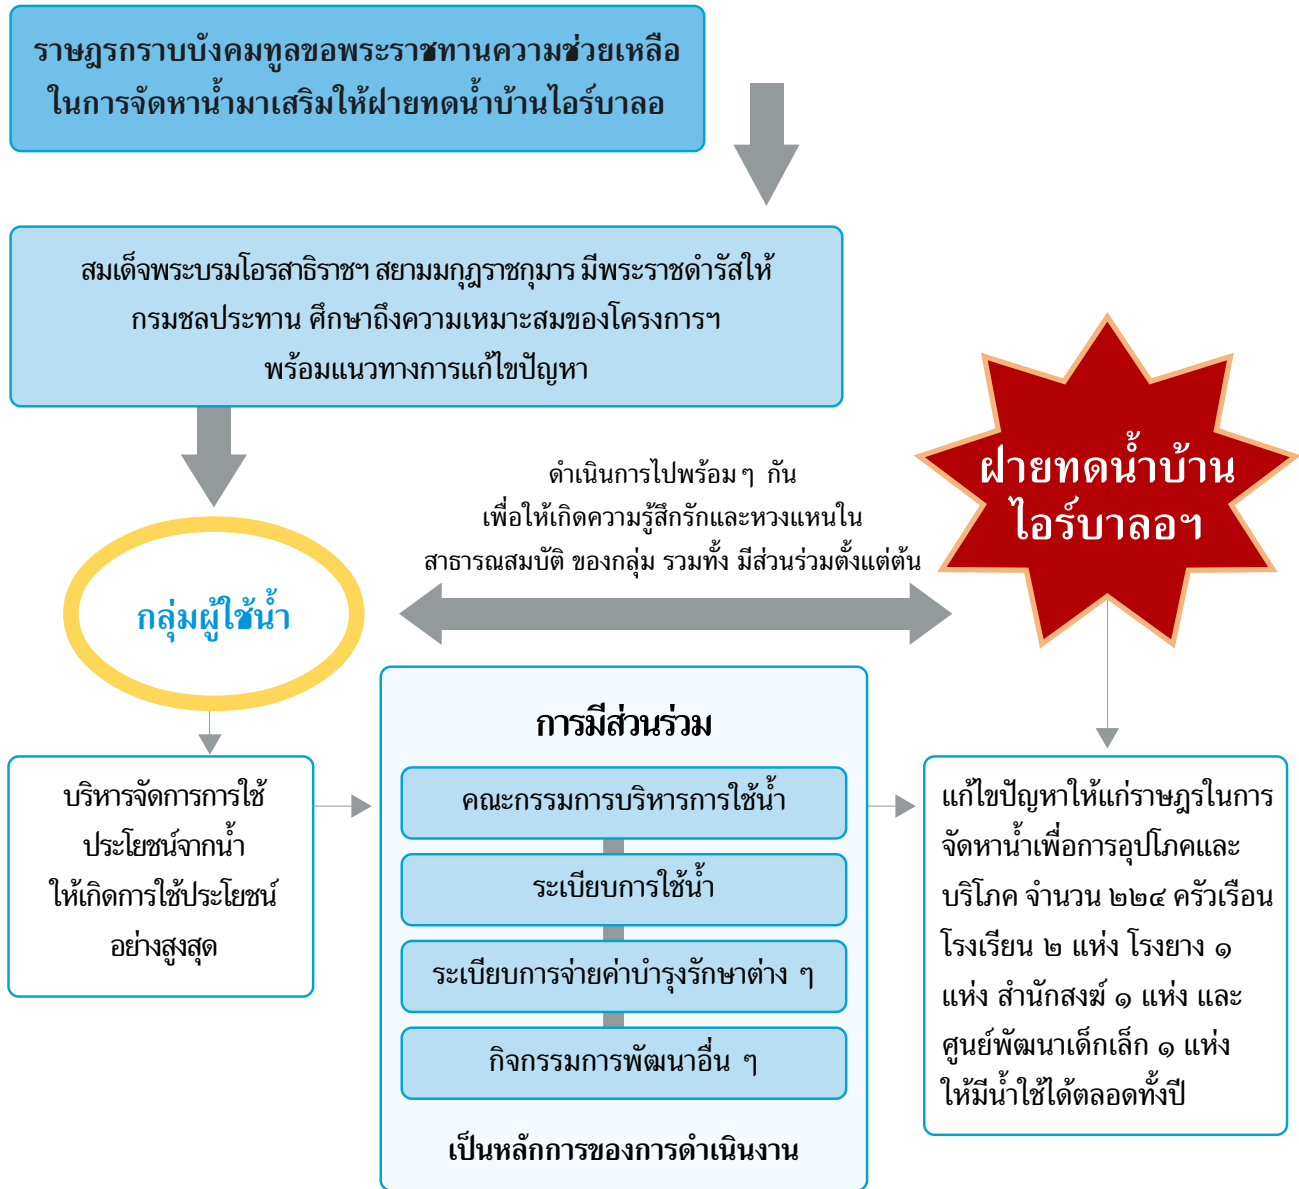 ราษฎรกราบบังคมทูลขอพระราชทานความช่วยเหลือ
ในการจัดหาน้ำมาเสริมให้ฝายทดน้ำบ้านไอร์บาลอ
สมเด็จพระบรมโอรสาธิราชฯ สยามมกุฎราชกุมาร มีพระราชดำรัสให้
กรมชลประทาน ศึกษาถึงความเหมาะสมของโครงการฯ
พร้อมแนวทางการแก้ไขปัญหา
ดำเนินการไปพร้อม ๆ กัน
เพื่อให้เกิดความรู้สึกรักและหวงแหนใน
สาธารณสมบัติ ของกลุ่ม รวมทั้ง มีส่วนร่วมตั้งแต่ต้น
ฝายทดน้ำบ้าน
ไอร์บาลอฯ
กลุ่มผู้ใช้น้ำ
บริหารจัดการการใช้
ประโยชน์จากน้ำ
ให้เกิดการใช้ประโยชน์
อย่างสูงสุด
การมีส่วนร่วม
คณะกรรมการบริหารการใช้น้ำ
ระเบียบการใช้น้ำ
ระเบียบการจ่ายค่าบำรุงรักษาต่าง ๆ
กิจกรรมการพัฒนาอื่น ๆ
เป็นหลักการของการดำเนินงาน
แก้ไขปัญหาให้แก่ราษฎรในการ
จัดหาน้ำเพื่อการอุปโภคและ
บริโภค จำนวน ๒๒๔ ครัวเรือน
โรงเรียน ๒ แห่ง โรงยาง ๑
แห่ง สำนักสงฆ์ ๑ แห่ง และ
ศูนย์พัฒนาเด็กเล็ก ๑ แห่ง
ให้มีน้ำใช้ได้ตลอดทั้งปี